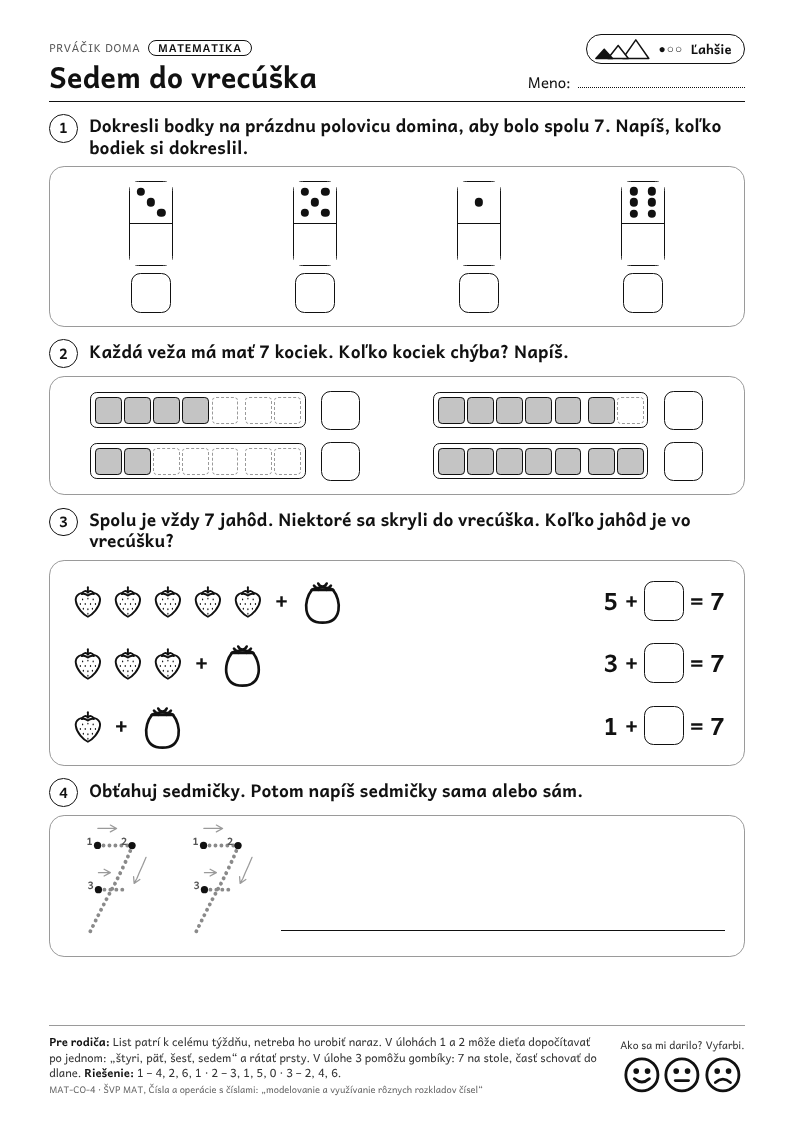 PRVÁČIK DOMA MATEMATIKA
●○○ Ľahšie
Sedem do vrecúška
Meno:
1 Dokresli bodky na prázdnu polovicu domina, aby bolo spolu 7. Napíš, koľko
bodiek si dokreslil.
2 Každá veža má mať 7 kociek. Koľko kociek chýba? Napíš.
3 Spolu je vždy 7 jahôd. Niektoré sa skryli do vrecúška. Koľko jahôd je vo
vrecúšku?
+ 5 + = 7
+ 3 + = 7
+ 1 + = 7
4 Obťahuj sedmičky. Potom napíš sedmičky sama alebo sám.
1 2 1 2
3 3
Pre rodiča: List patrí k celému týždňu, netreba ho urobiť naraz. V úlohách 1 a 2 môže dieťa dopočítavať
po jednom: „štyri, päť, šesť, sedem“ a rátať prsty. V úlohe 3 pomôžu gombíky: 7 na stole, časť schovať do
dlane. Riešenie: 1 – 4, 2, 6, 1 · 2 – 3, 1, 5, 0 · 3 – 2, 4, 6.
MAT-CO-4 · ŠVP MAT, Čísla a operácie s číslami: „modelovanie a využívanie rôznych rozkladov čísel“
Ako sa mi darilo? Vyfarbi.